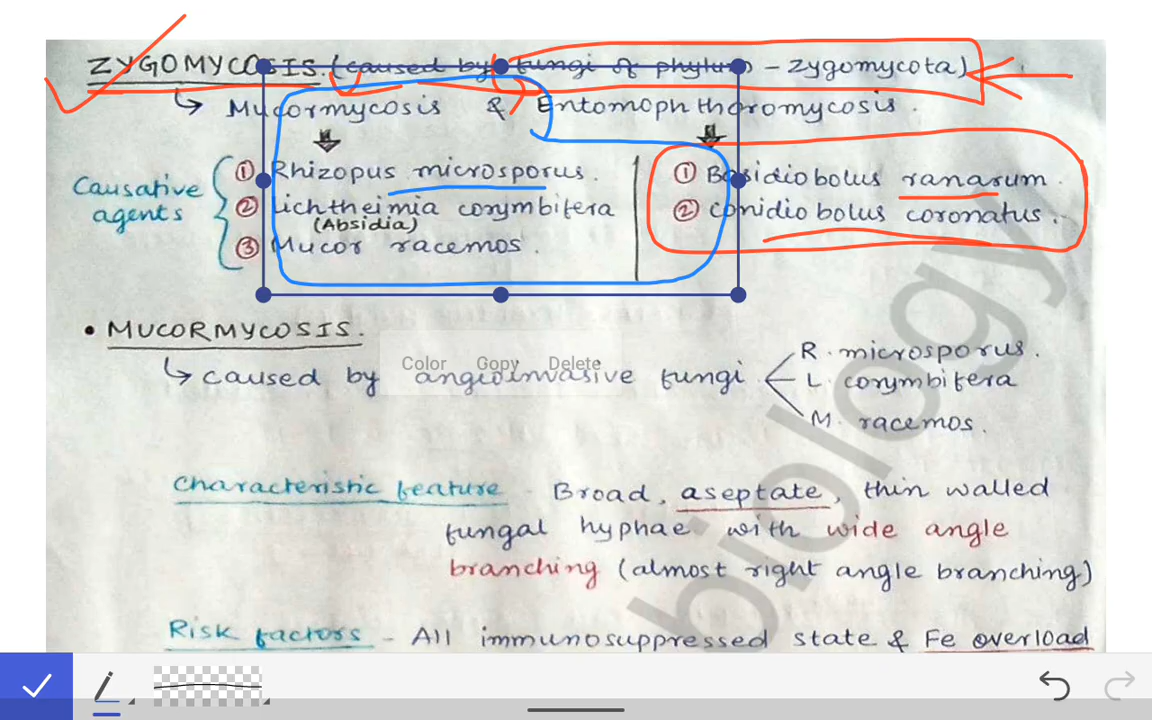 ZYGOMYCOSIS. (caused by fungi of phylum - zygomycota)
↳ Mucormycosis & Entomophthoromycosis.
Causative agents
① Rhizopus microsporus.
② Lichtheimia corymbifera
(Absidia)
③ Mucor racemos.
① Basidiobolus ranarum
② Conidiobolus coronatus.
• MUCORMYCOSIS.
Color Gopy Delete
↳ caused by angioinvasive fungi
R. microsporus.
L. corymbifera
M. racemos.
Characteristic feature - Broad, aseptate, thin walled
fungal hyphae with wide angle
branching (almost right angle branching)
Risk factors - All immunosuppressed state & Fe overload
biology